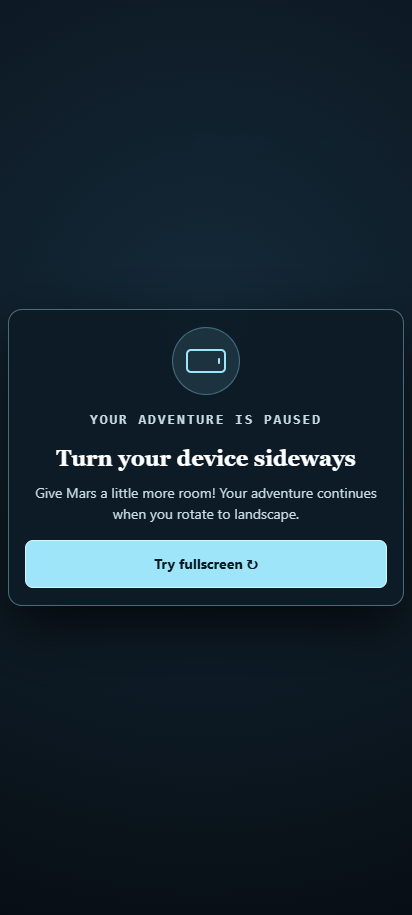 YOUR ADVENTURE IS PAUSED
Turn your device sideways
Give Mars a little more room! Your adventure continues
when you rotate to landscape.
Try fullscreen ↻